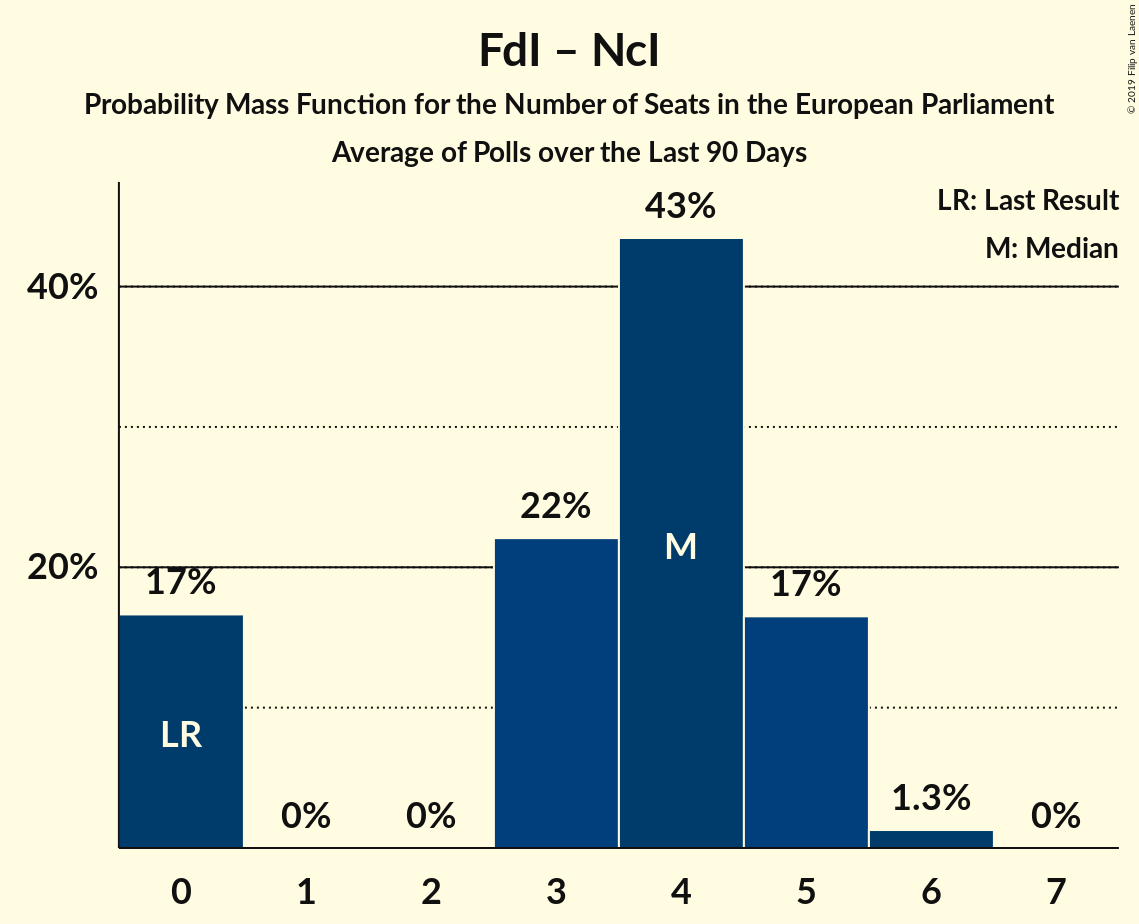 FdI – NcI
Probability Mass Function for the Number of Seats in the European Parliament
Average of Polls over the Last 90 Days
© 2019 Filip van Laenen
LR: Last Result
M: Median
43%
40%
22%
M
20%
17%
17%
LR
0%
0%
1.3%
0%
0 1 2 3 4 5 6 7